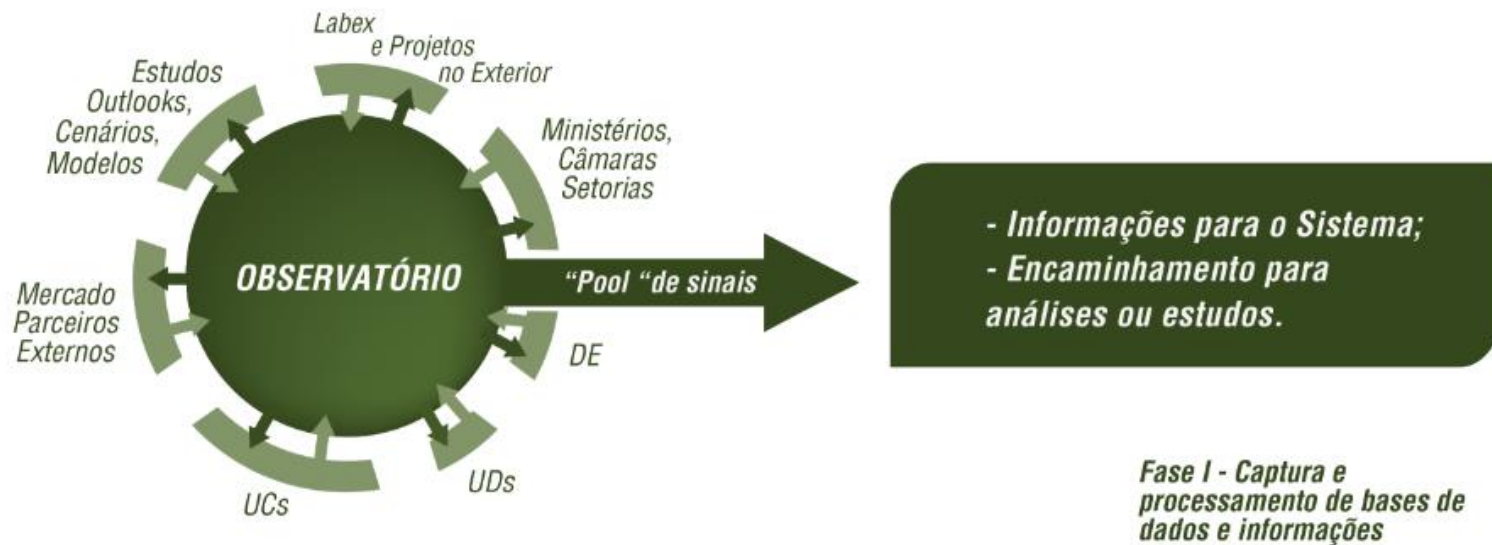 Labex
e Projetos
no Exterior
Estudos
Outlooks,
Cenários,
Modelos
Ministérios,
Câmaras
Setorias
OBSERVATÓRIO
“Pool “de sinais
- Informações para o Sistema;
- Encaminhamento para
análises ou estudos.
Mercado
Parceiros
Externos
DE
UDs
UCs
Fase I - Captura e
processamento de bases de
dados e informações